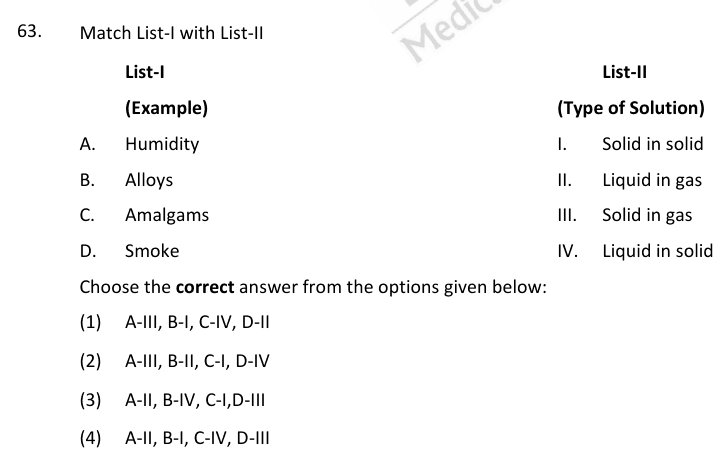 Medic
63. Match List-I with List-II
List-I List-II
(Example) (Type of Solution)
A. Humidity I. Solid in solid
B. Alloys II. Liquid in gas
C. Amalgams III. Solid in gas
D. Smoke IV. Liquid in solid
Choose the correct answer from the options given below:
(1) A-III, B-I, C-IV, D-II
(2) A-III, B-II, C-I, D-IV
(3) A-II, B-IV, C-I,D-III
(4) A-II, B-I, C-IV, D-III